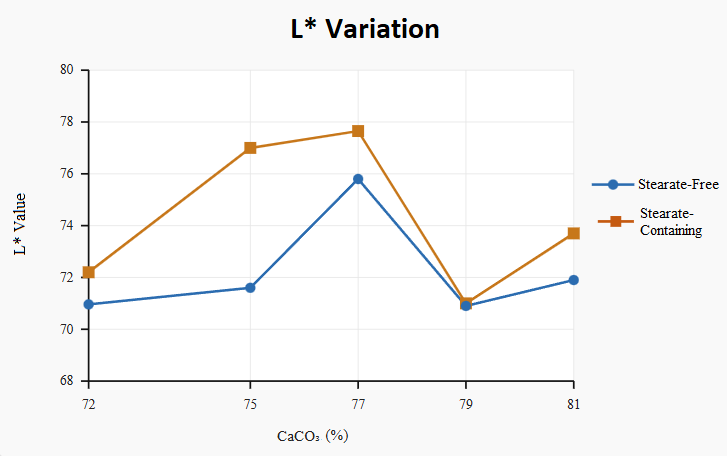 L* Variation
80
78
76
74
72
70
68
L* Value
72
75
77
79
81
CaCO₃ (%)
Stearate-Free
Stearate-
Containing